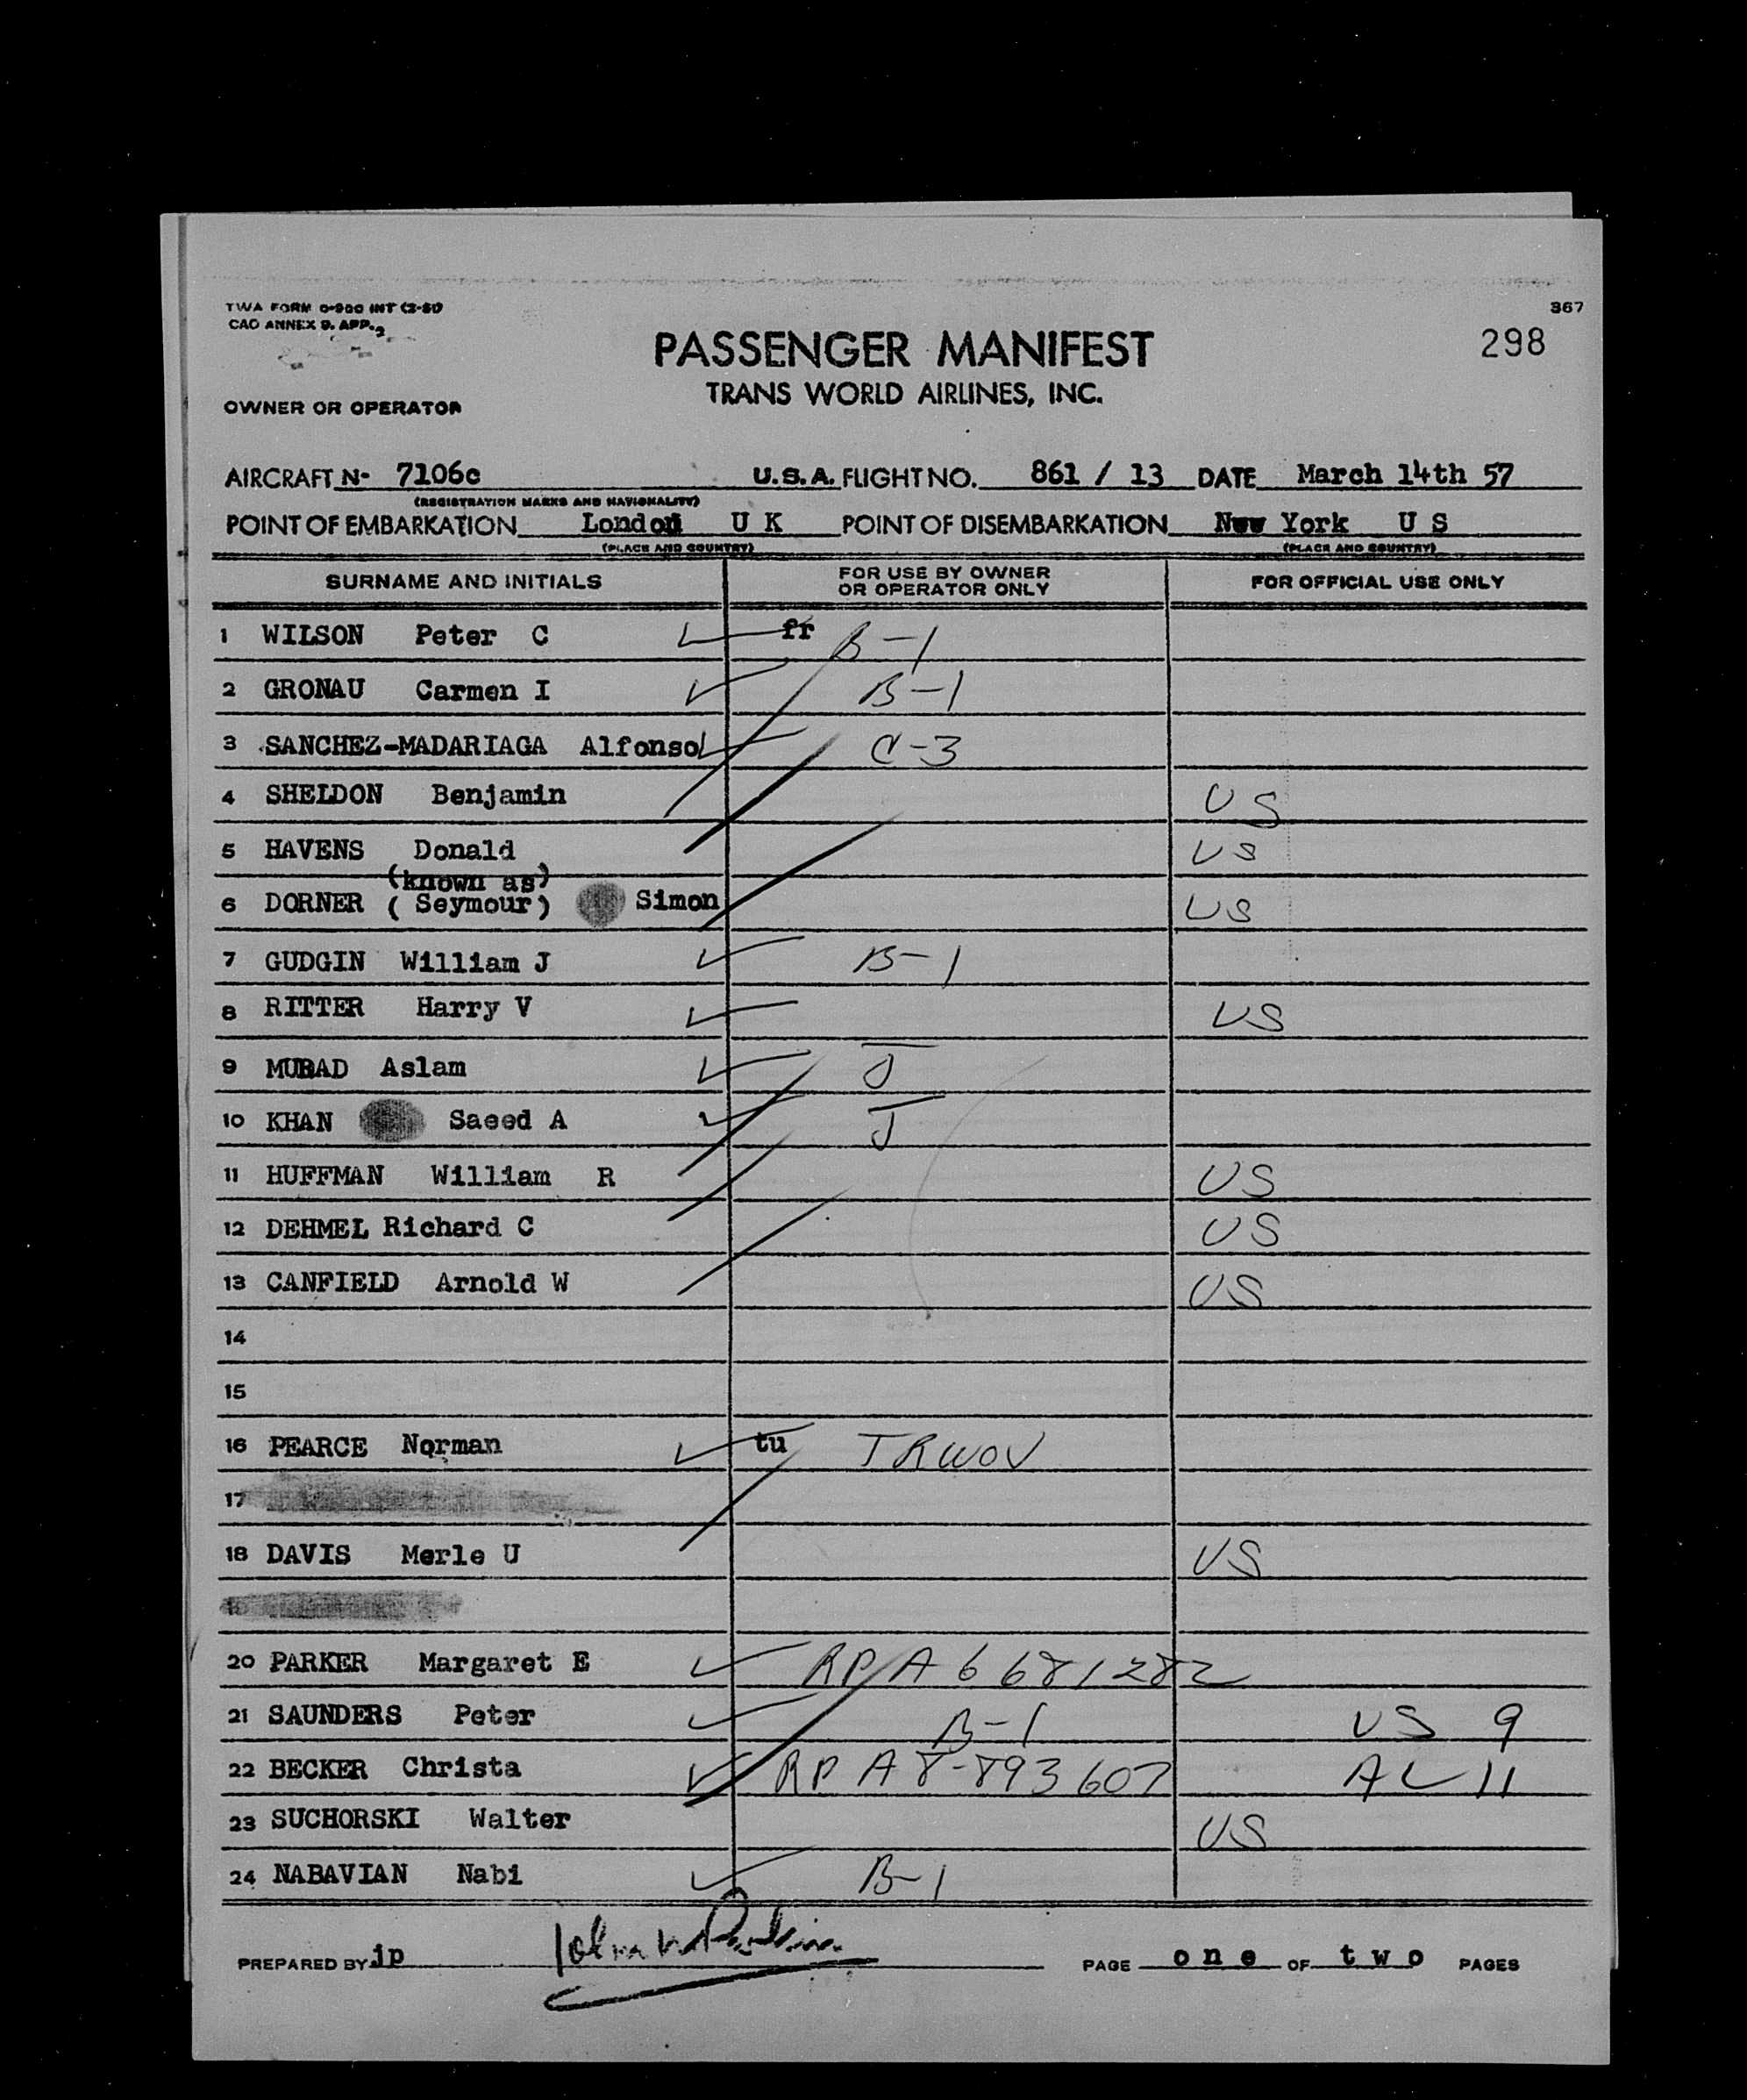 TWA FORM 0-900 INT (2-51)
CAO ANNEX 9. APP. 2
367
298
PASSENGER MANIFEST
TRANS WORLD AIRLINES, INC.
OWNER OR OPERATOR
AIRCRAFT No 7106c U.S.A. FLIGHT NO. 861 / 13 DATE March 14th 57
(REGISTRATION MARKS AND NATIONALITY)
POINT OF EMBARKATION London U K POINT OF DISEMBARKATION New York U S
(PLACE AND COUNTRY) (PLACE AND COUNTRY)
SURNAME AND INITIALS FOR USE BY OWNER OR OPERATOR ONLY FOR OFFICIAL USE ONLY
1 WILSON Peter C fr B-1
2 GRONAU Carmen I B-1
3 SANCHEZ-MADARIAGA Alfonso C-3
4 SHELDON Benjamin US
5 HAVENS Donald US
(known as)
6 DORNER ( Seymour) Simon US
7 GUDGIN William J B-1
8 RITTER Harry V US
9 MURAD Aslam J
10 KHAN Saeed A J
11 HUFFMAN William R US
12 DEHMEL Richard C US
13 CANFIELD Arnold W US
14
15
16 PEARCE Norman tu TRWOV
17
18 DAVIS Merle U US
20 PARKER Margaret E RP A6 681282
21 SAUNDERS Peter B-1 US 9
22 BECKER Christa RP A8-893607 AL 11
23 SUCHORSKI Walter US
24 NABAVIAN Nabi B-1
PREPARED BY jp PAGE one OF two PAGES